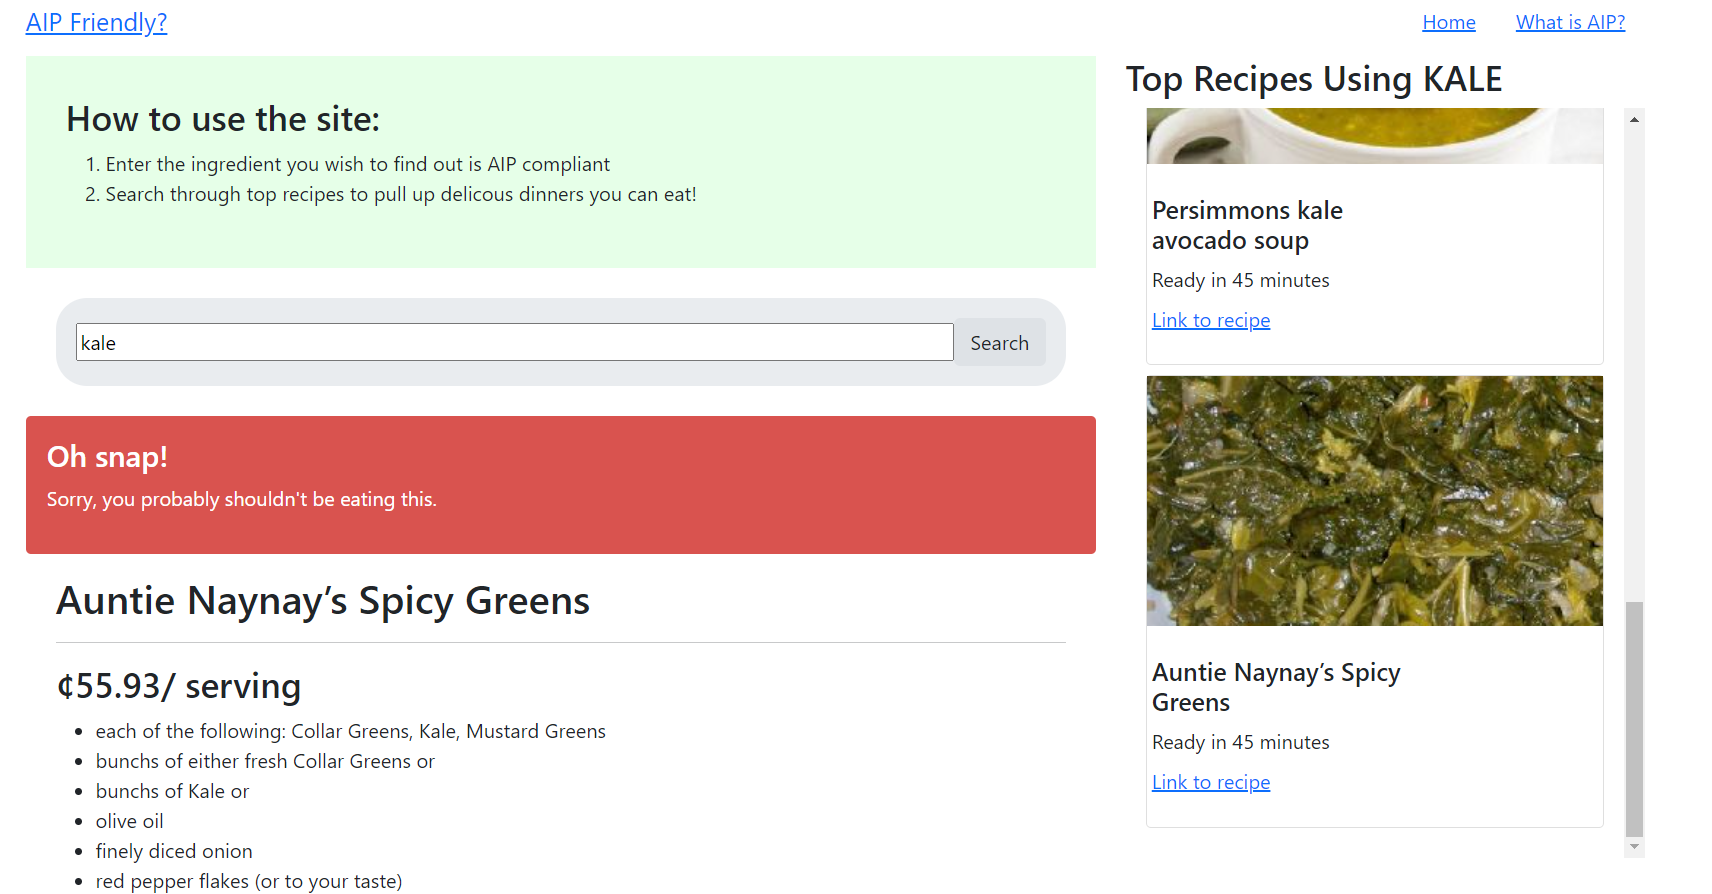 AIP Friendly?
Home
What is AIP?
How to use the site:
1. Enter the ingredient you wish to find out is AIP compliant
2. Search through top recipes to pull up delicous dinners you can eat!
kale
Search
Oh snap!
Sorry, you probably shouldn't be eating this.
Auntie Naynay’s Spicy Greens
¢55.93/ serving
• each of the following: Collar Greens, Kale, Mustard Greens
• bunchs of either fresh Collar Greens or
• bunchs of Kale or
• olive oil
• finely diced onion
• red pepper flakes (or to your taste)
Top Recipes Using KALE
Persimmons kale
avocado soup
Ready in 45 minutes
Link to recipe
Auntie Naynay’s Spicy
Greens
Ready in 45 minutes
Link to recipe